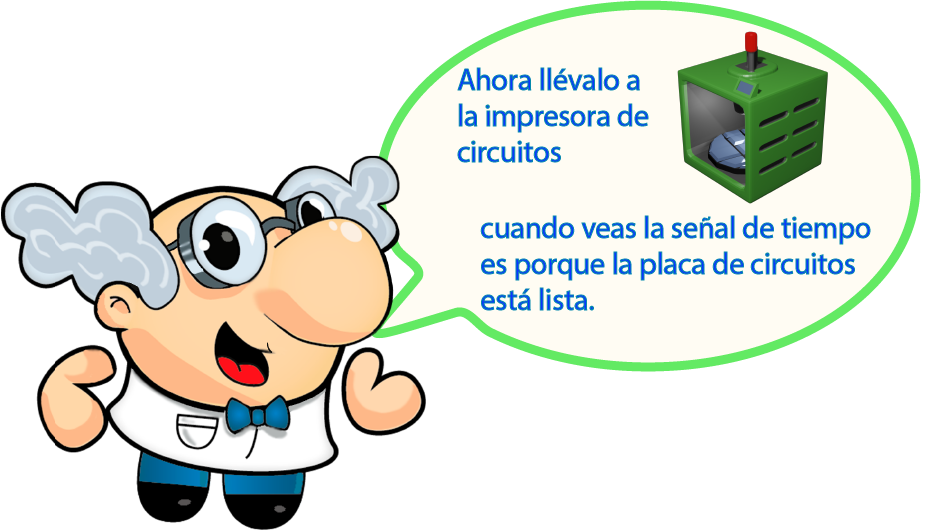 Ahora llévalo a
la impresora de
circuitos
cuando veas la señal de tiempo
es porque la placa de circuitos
está lista.